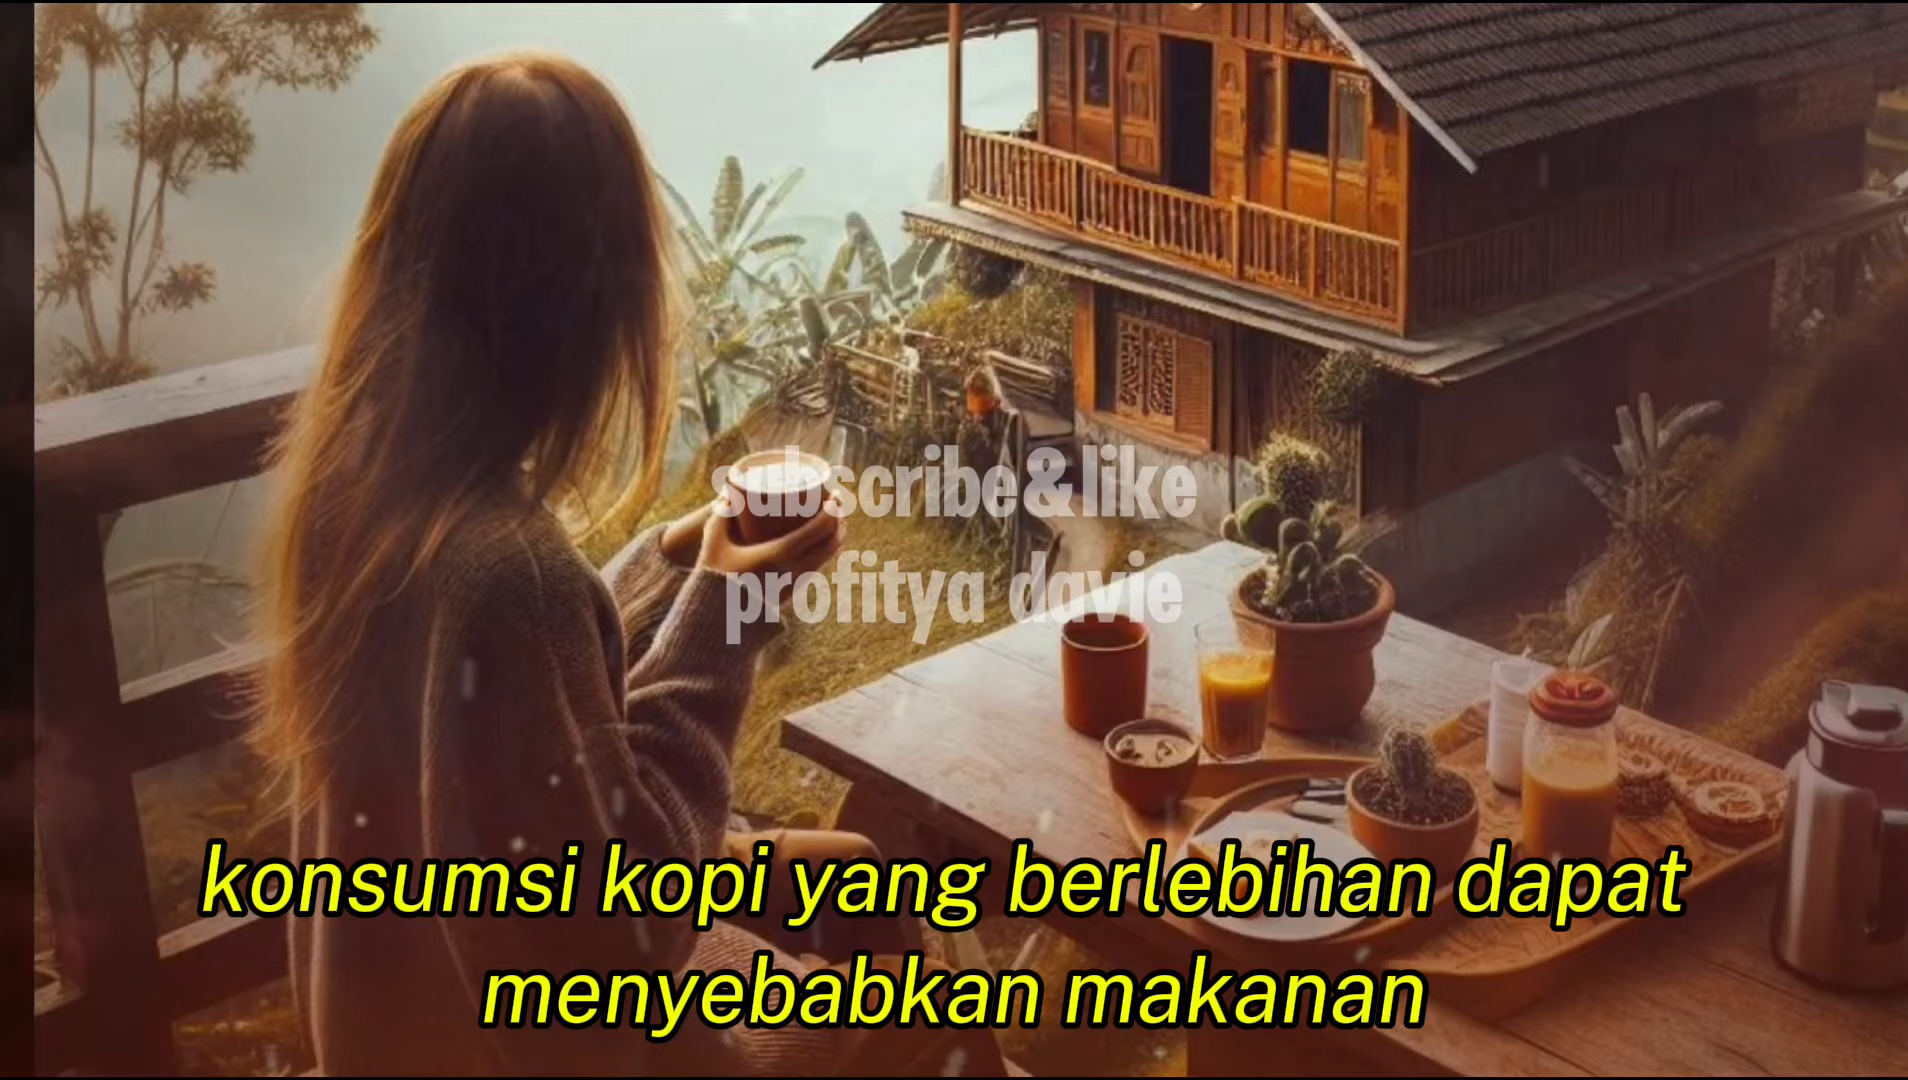 subscribe&like
profitya davie
konsumsi kopi yang berlebihan dapat
menyebabkan makanan